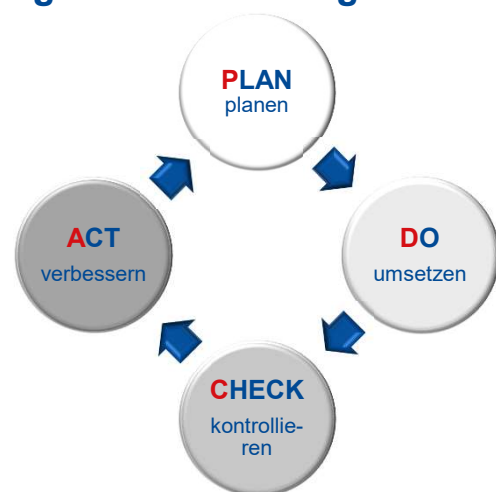 PLAN
planen
DO
umsetzen
CHECK
kontrollie-
ren
ACT
verbessern